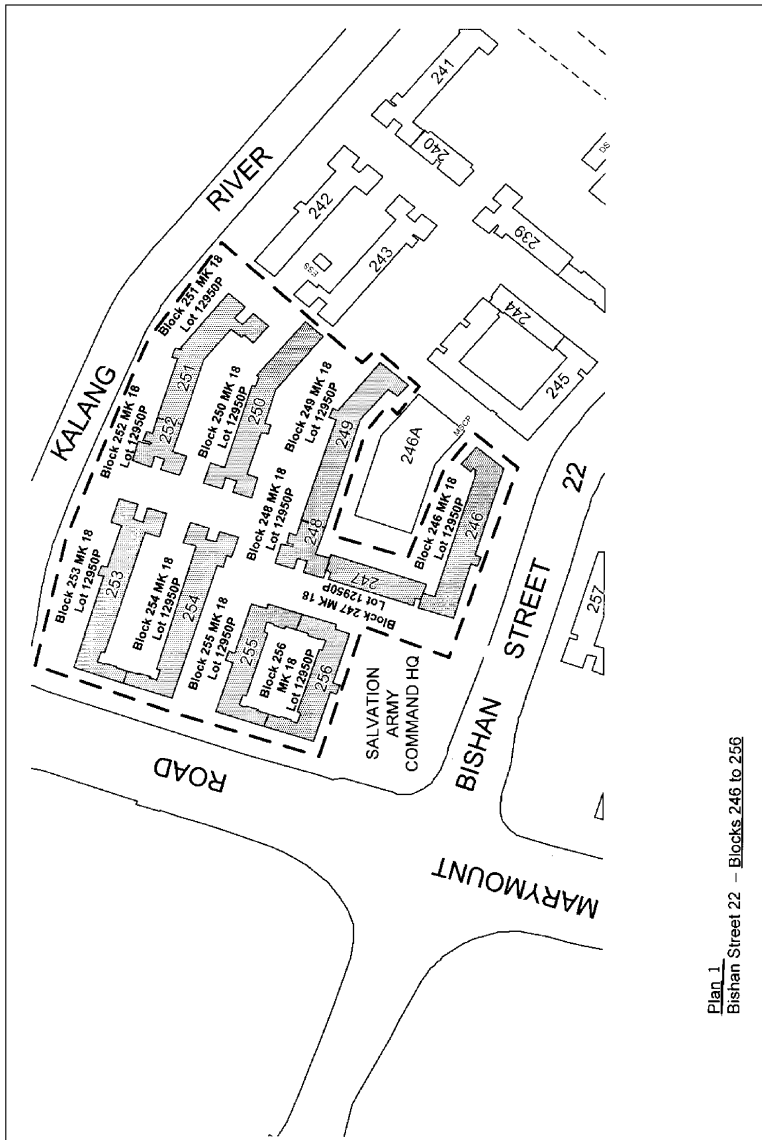 KALANG
RIVER
Block 251 MK 18
Lot 12950P
Block 252 MK 18
Lot 12950P
251
252
Block 250 MK 18
Lot 12950P
250
Block 249 MK 18
Lot 12950P
249
Block 248 MK 18
Lot 12950P
248
Block 253 MK 18
Lot 12950P
253
Block 254 MK 18
Lot 12950P
254
Block 255 MK 18
Lot 12950P
255
Block 256
MK 18
Lot 12950P
256
Block 247 MK 18
Lot 12950P
247
Block 246 MK 18
Lot 12950P
246
246A
MSCP
242
ESS
243
241
240
239
244
245
DS
257
SALVATION
ARMY
COMMAND HQ
BISHAN
STREET
22
MARYMOUNT
ROAD
Plan 1
Bishan Street 22 – Blocks 246 to 256